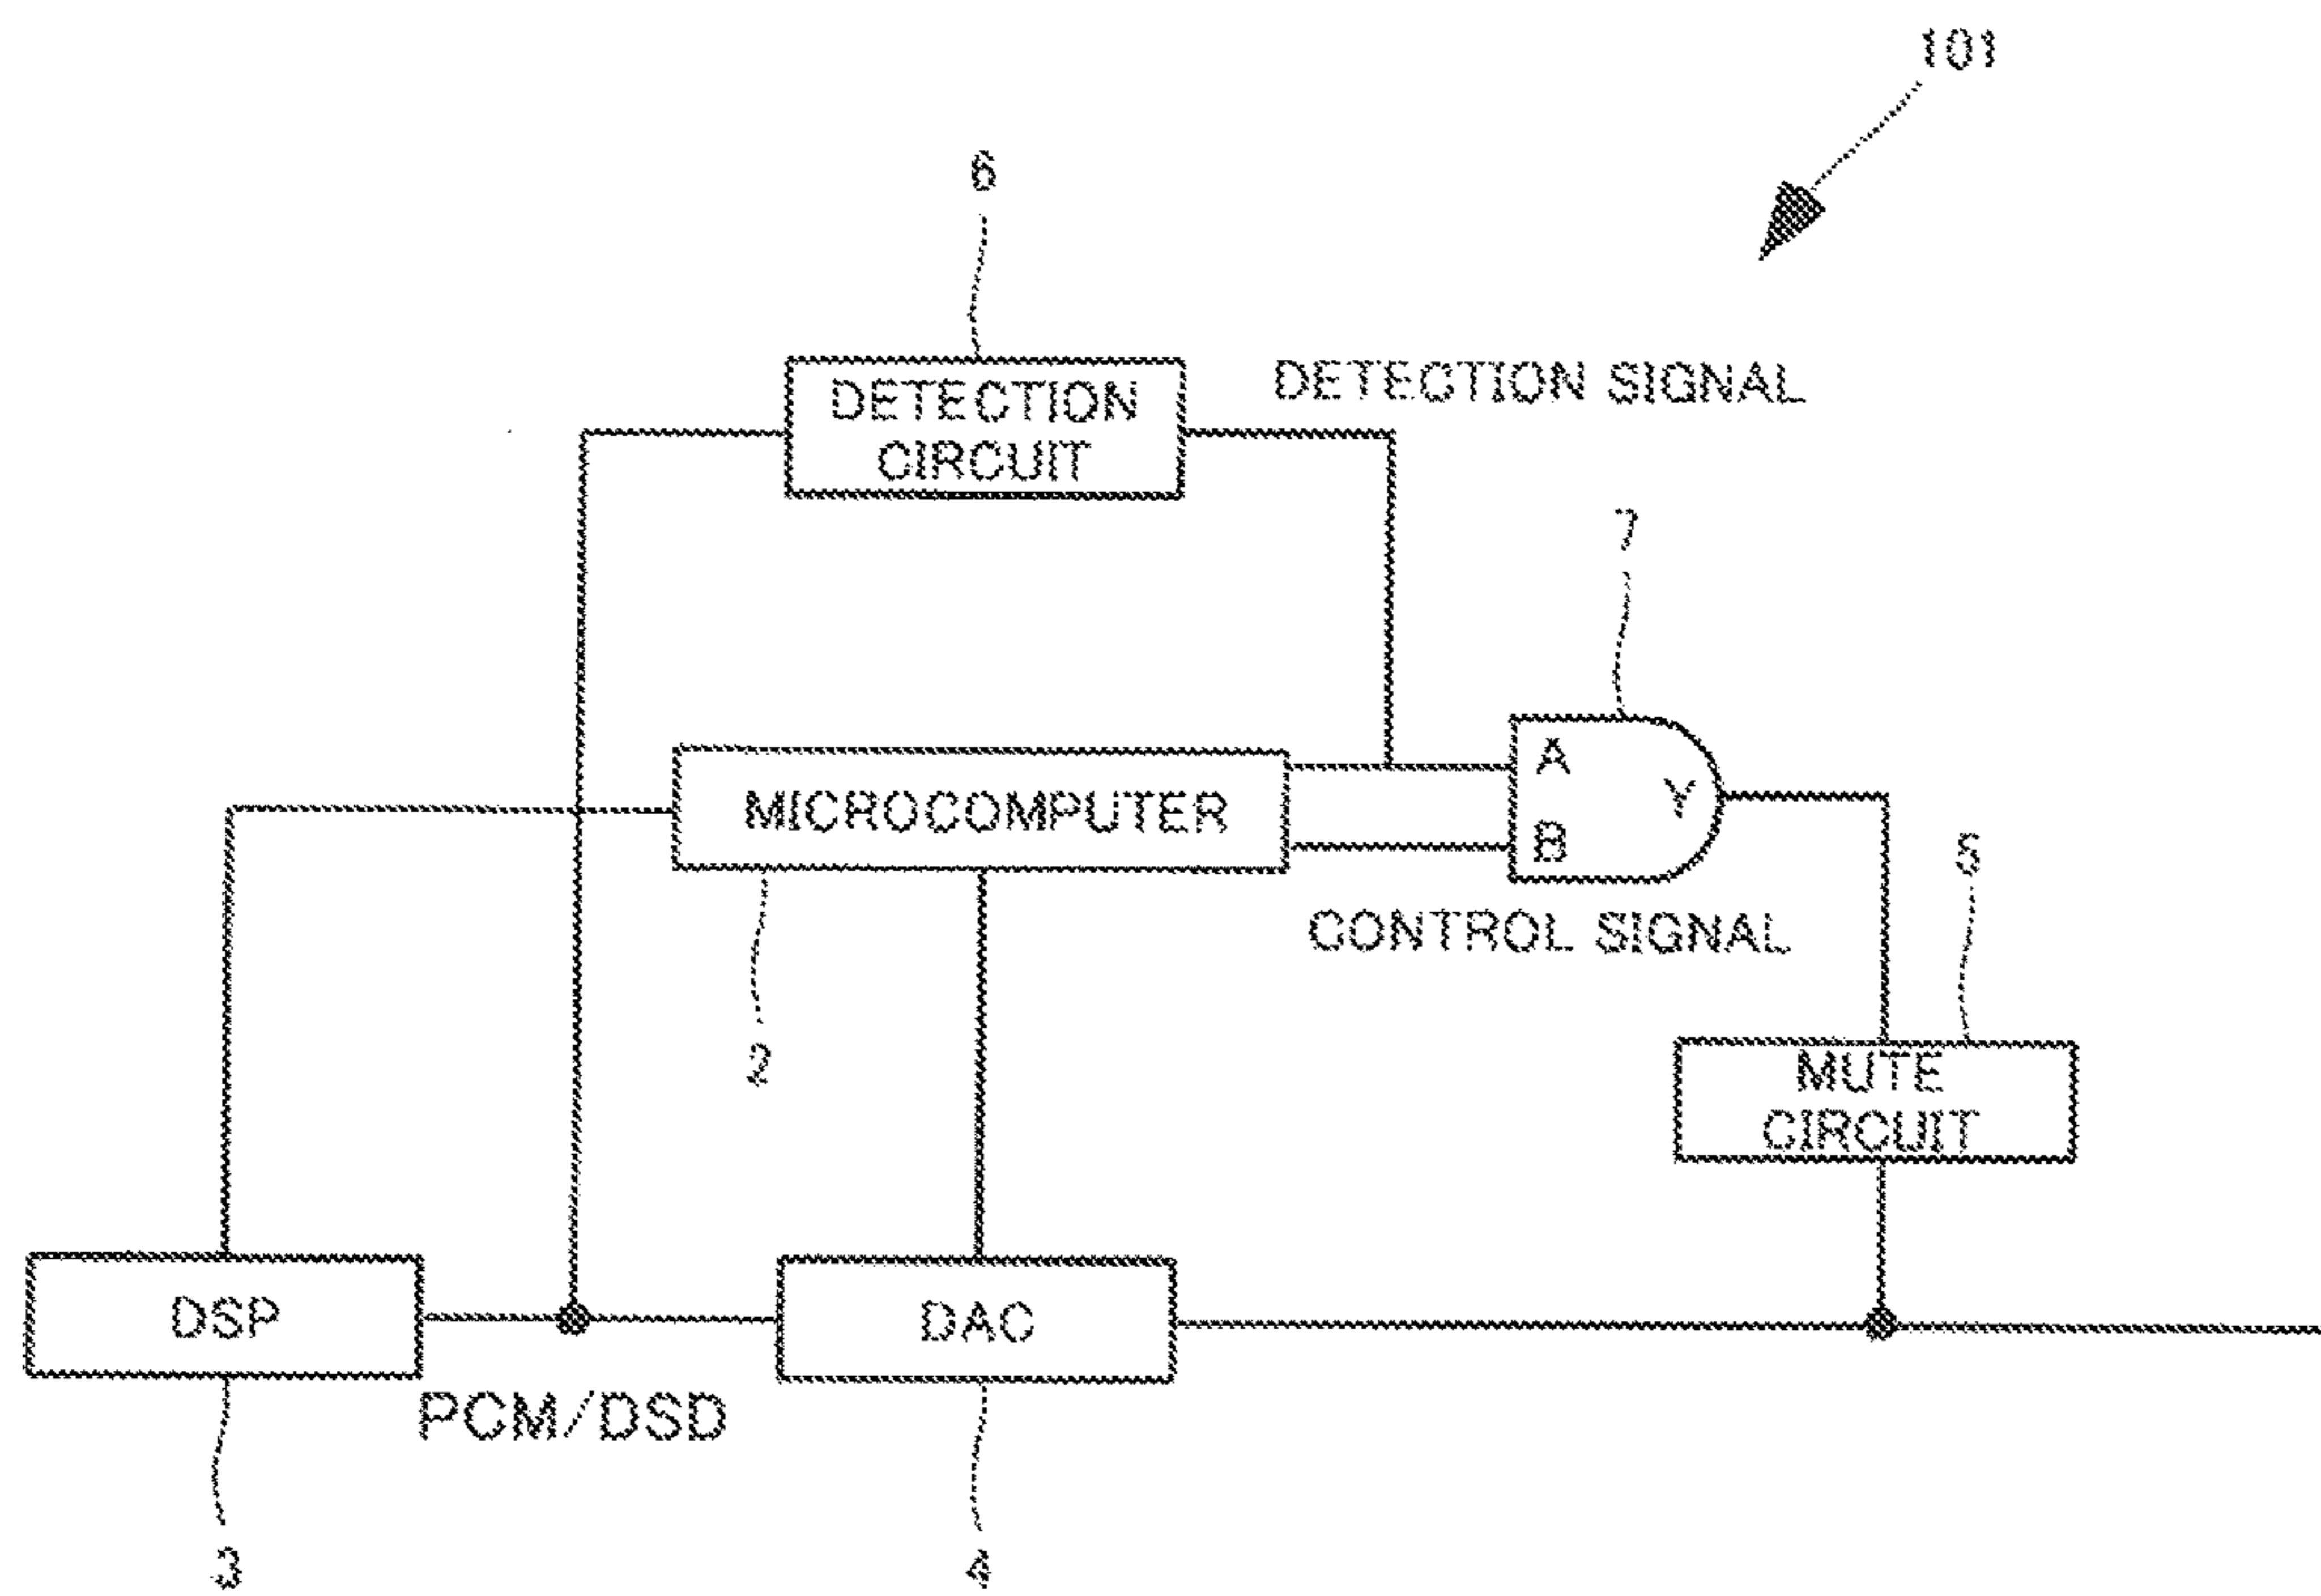 101
6
DETECTION
CIRCUIT
DETECTION SIGNAL
7
MICROCOMPUTER
A
B
Y
5
CONTROL SIGNAL
2
MUTE
CIRCUIT
DSP
DAC
PCM/DSD
3
4